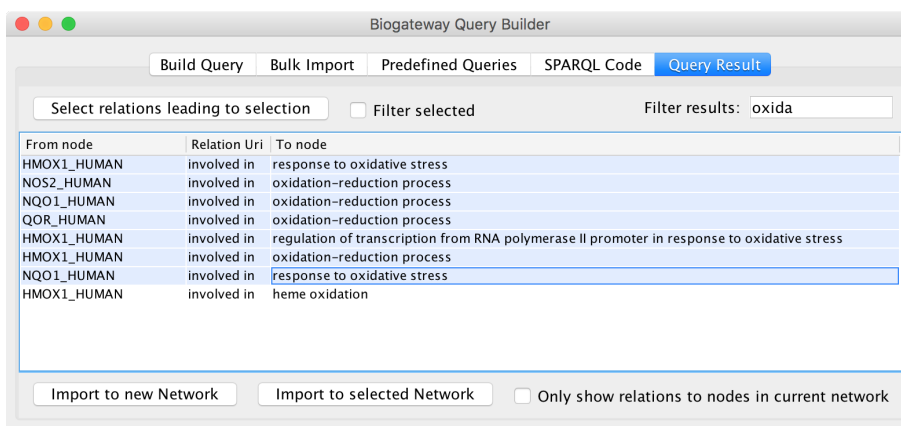 Biogateway Query Builder
Build Query Bulk Import Predefined Queries SPARQL Code Query Result
Select relations leading to selection Filter selected Filter results: oxida
From node Relation Uri To node
HMOX1_HUMAN involved in response to oxidative stress
NOS2_HUMAN involved in oxidation-reduction process
NQO1_HUMAN involved in oxidation-reduction process
QOR_HUMAN involved in oxidation-reduction process
HMOX1_HUMAN involved in regulation of transcription from RNA polymerase II promoter in response to oxidative stress
HMOX1_HUMAN involved in oxidation-reduction process
NQO1_HUMAN involved in response to oxidative stress
HMOX1_HUMAN involved in heme oxidation
Import to new Network Import to selected Network Only show relations to nodes in current network